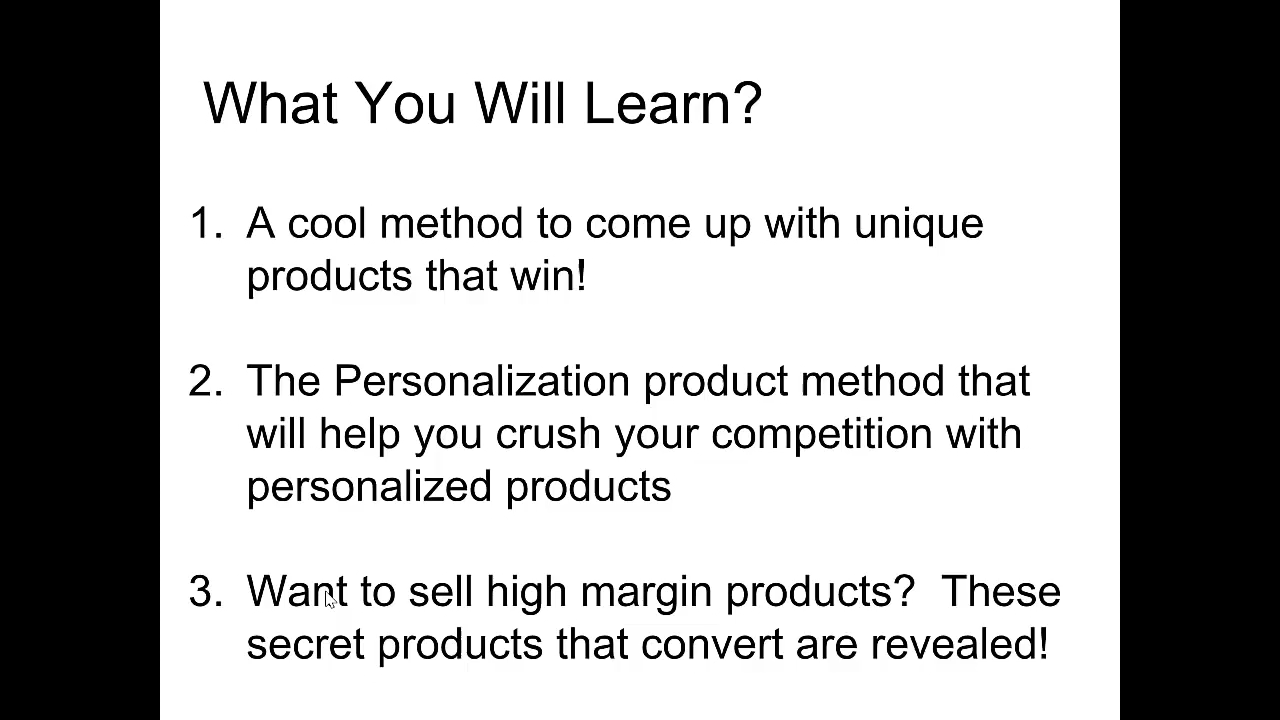 What You Will Learn?
1. A cool method to come up with unique
products that win!
2. The Personalization product method that
will help you crush your competition with
personalized products
3. Want to sell high margin products?  These
secret products that convert are revealed!